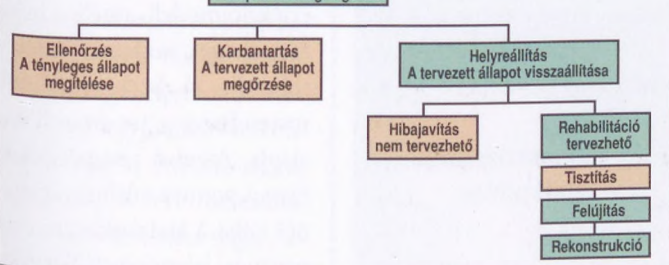 Ellenőrzés
A tényleges állapot
megítélése
Karbantartás
A tervezett állapot
megőrzése
Helyreállítás
A tervezett állapot visszaállítása
Hibajavítás
nem tervezhető
Rehabilitáció
tervezhető
Tisztítás
Felújítás
Rekonstrukció